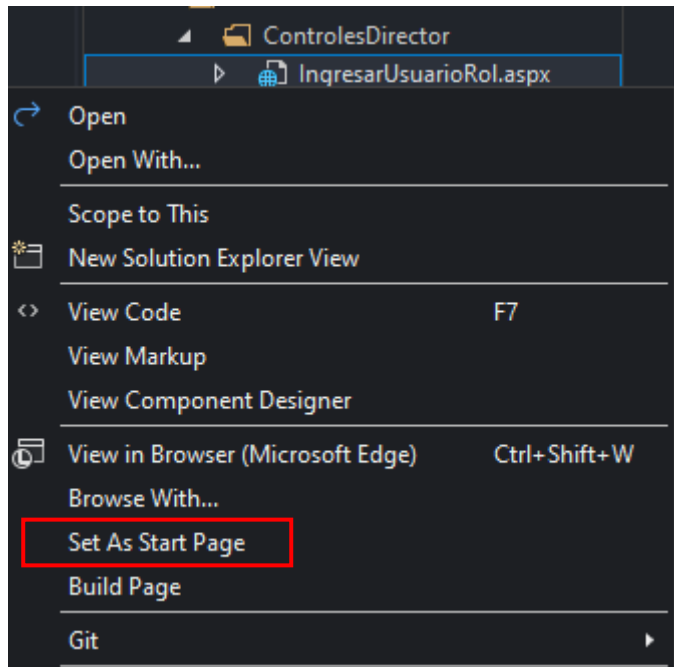 ControlesDirector
IngresarUsuarioRol.aspx
Open
Open With...
Scope to This
New Solution Explorer View
View Code F7
View Markup
View Component Designer
View in Browser (Microsoft Edge) Ctrl+Shift+W
Browse With...
Set As Start Page
Build Page
Git